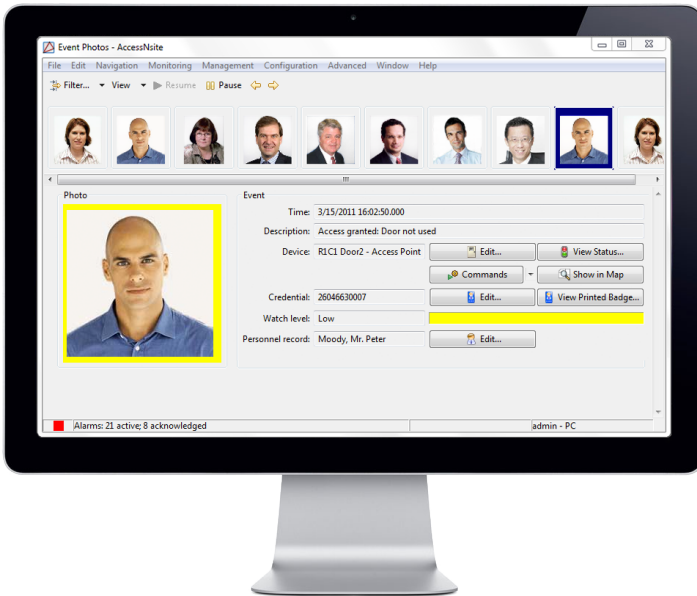 Event Photos - AccessNsite
File Edit Navigation Monitoring Management Configuration Advanced Window Help
Filter... View Resume Pause
Photo
Event
Time: 3/15/2011 16:02:50.000
Description: Access granted: Door not used
Device: R1C1 Door2 - Access Point Edit... View Status...
Commands Show in Map
Credential: 26046630007 Edit... View Printed Badge...
Watch level: Low
Personnel record: Moody, Mr. Peter Edit...
Alarms: 21 active; 8 acknowledged admin - PC